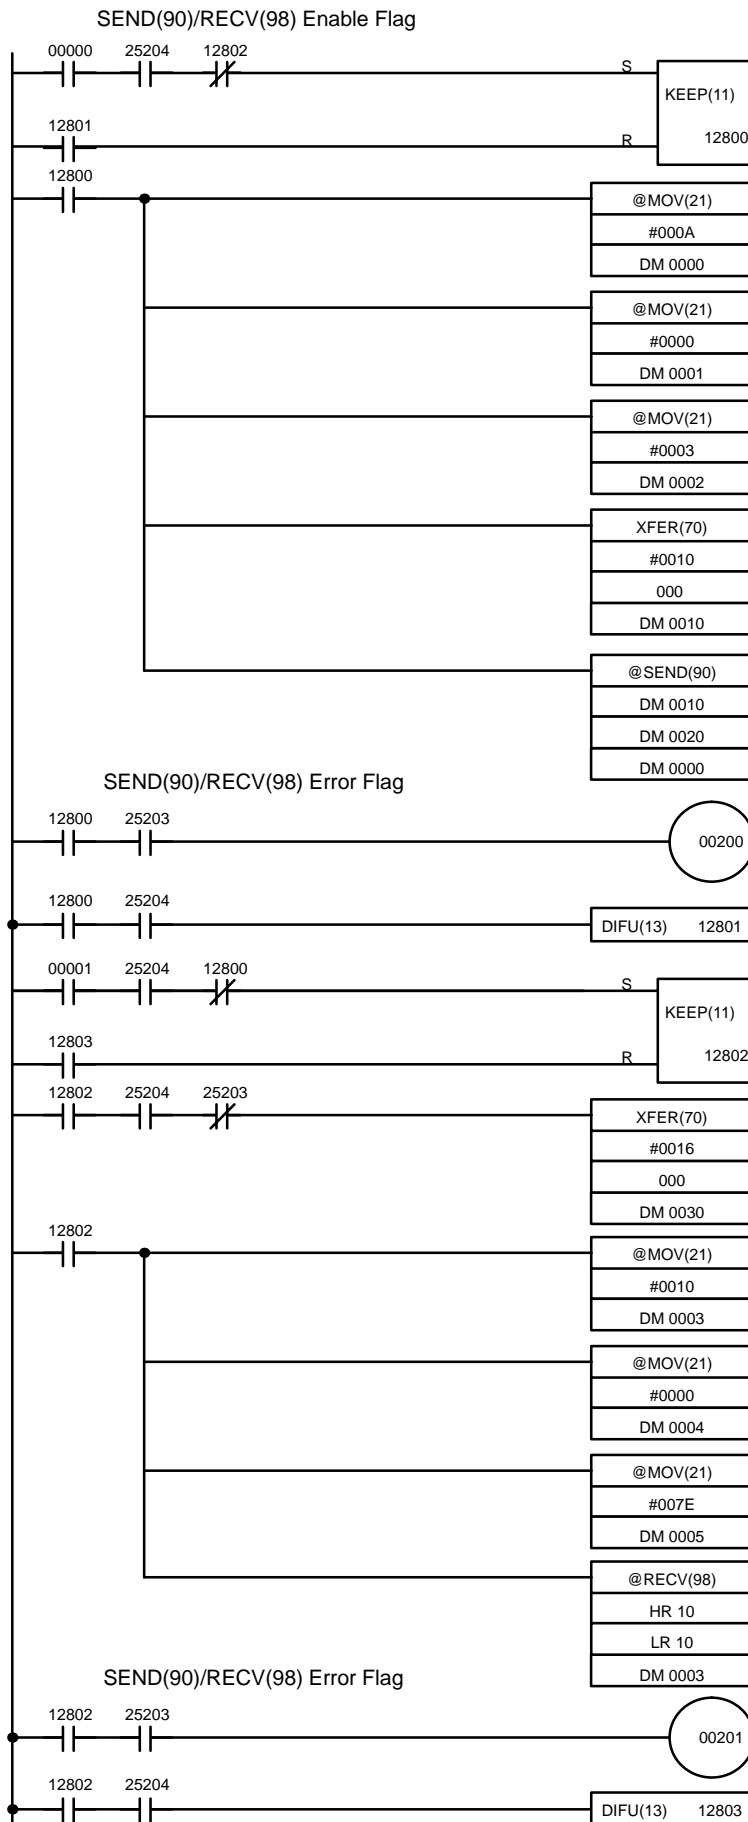 SEND(90)/RECV(98) Enable Flag
00000 25204 12802
S
KEEP(11)
12800
12801
R
12800
@MOV(21)
#000A
DM 0000
@MOV(21)
#0000
DM 0001
@MOV(21)
#0003
DM 0002
XFER(70)
#0010
000
DM 0010
@SEND(90)
DM 0010
DM 0020
DM 0000
SEND(90)/RECV(98) Error Flag
12800 25203
00200
12800 25204
DIFU(13) 12801
00001 25204 12800
S
KEEP(11)
12802
12803
R
12802 25204 25203
XFER(70)
#0016
000
DM 0030
12802
@MOV(21)
#0010
DM 0003
@MOV(21)
#0000
DM 0004
@MOV(21)
#007E
DM 0005
@RECV(98)
HR 10
LR 10
DM 0003
SEND(90)/RECV(98) Error Flag
12802 25203
00201
12802 25204
DIFU(13) 12803